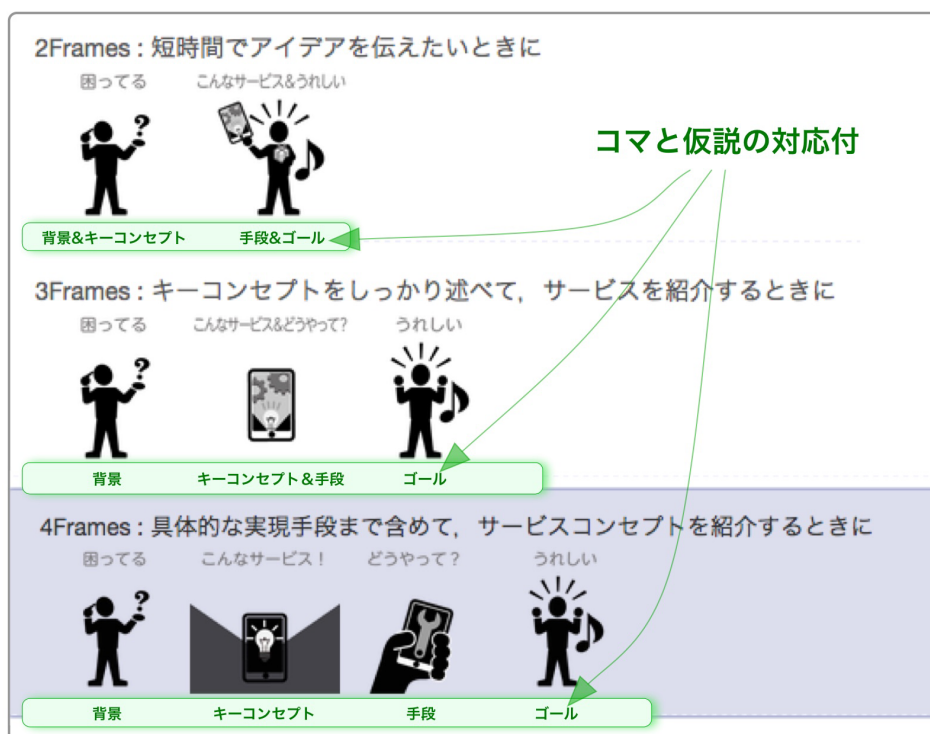 2Frames : 短時間でアイデアを伝えたいときに
困ってる こんなサービス&うれしい
コマと仮説の対応付
背景&キーコンセプト 手段&ゴール
3Frames : キーコンセプトをしっかり述べて，サービスを紹介するときに
困ってる こんなサービス&どうやって? うれしい
背景 キーコンセプト＆手段 ゴール
4Frames : 具体的な実現手段まで含めて，サービスコンセプトを紹介するときに
困ってる こんなサービス！ どうやって？ うれしい
背景 キーコンセプト 手段 ゴール